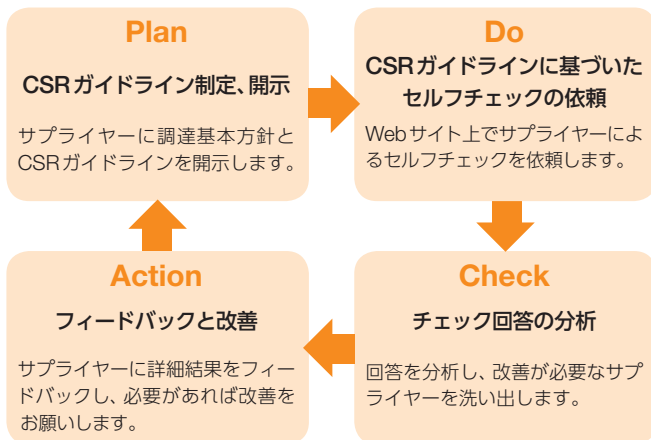 Plan
CSRガイドライン制定、開示
サプライヤーに調達基本方針と
CSRガイドラインを開示します。
Do
CSRガイドラインに基づいた
セルフチェックの依頼
Webサイト上でサプライヤーによ
るセルフチェックを依頼します。
Check
チェック回答の分析
回答を分析し、改善が必要なサプ
ライヤーを洗い出します。
Action
フィードバックと改善
サプライヤーに詳細結果をフィー
ドバックし、必要があれば改善を
お願いします。